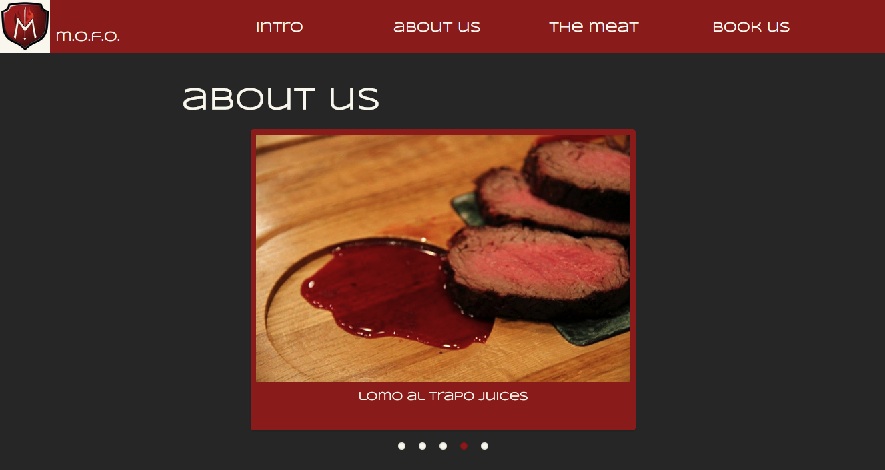 M
M.O.F.O.
Intro
About Us
The Meat
Book Us
About Us
Lomo al Trapo Juices